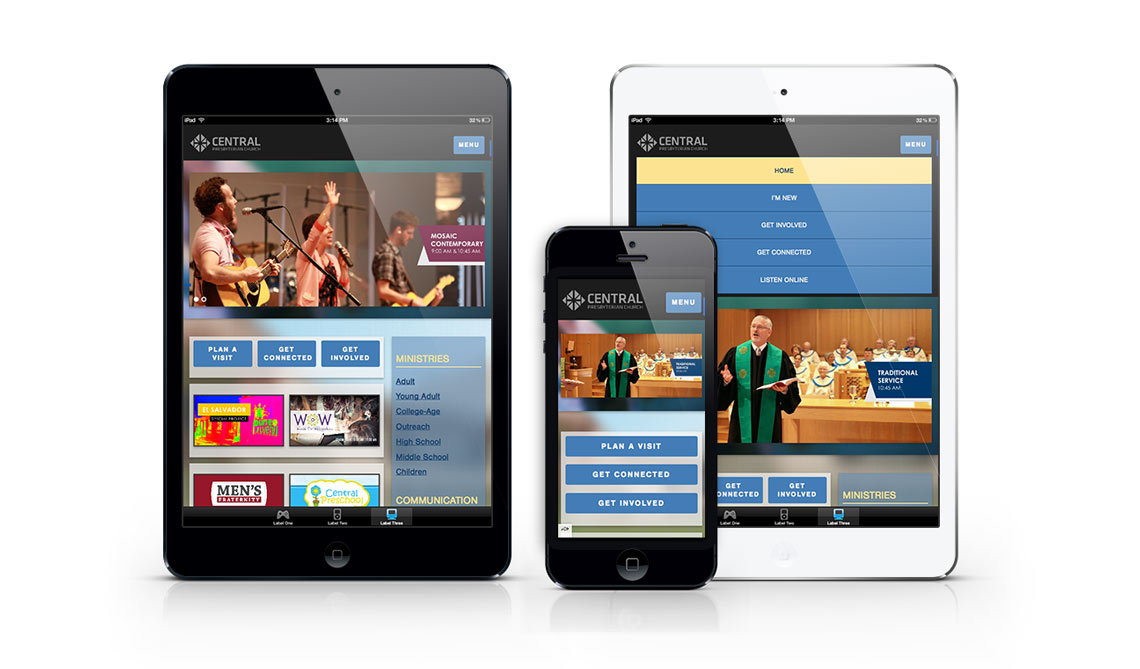 iPad
3:14 PM
32%
CENTRAL
PRESBYTERIAN CHURCH
MENU
MOSAIC
CONTEMPORARY
9:00 AM & 10:45 AM
PLAN A
VISIT
GET
CONNECTED
GET
INVOLVED
MINISTRIES
Adult
Young Adult
College-Age
Outreach
High School
Middle School
Children
COMMUNICATION
EL SALVADOR
WOW
MEN'S
FRATERNITY
Central
Preschool
Label One
Label Two
Label Three
CENTRAL
PRESBYTERIAN CHURCH
MENU
TRADITIONAL
SERVICE
10:45 AM
PLAN A VISIT
GET CONNECTED
GET INVOLVED
iPad
3:14 PM
32%
CENTRAL
PRESBYTERIAN CHURCH
MENU
HOME
I'M NEW
GET INVOLVED
GET CONNECTED
LISTEN ONLINE
TRADITIONAL
SERVICE
10:45 AM
GET
ONNECTED
GET
INVOLVED
MINISTRIES
Label One
Label Two
Label Three